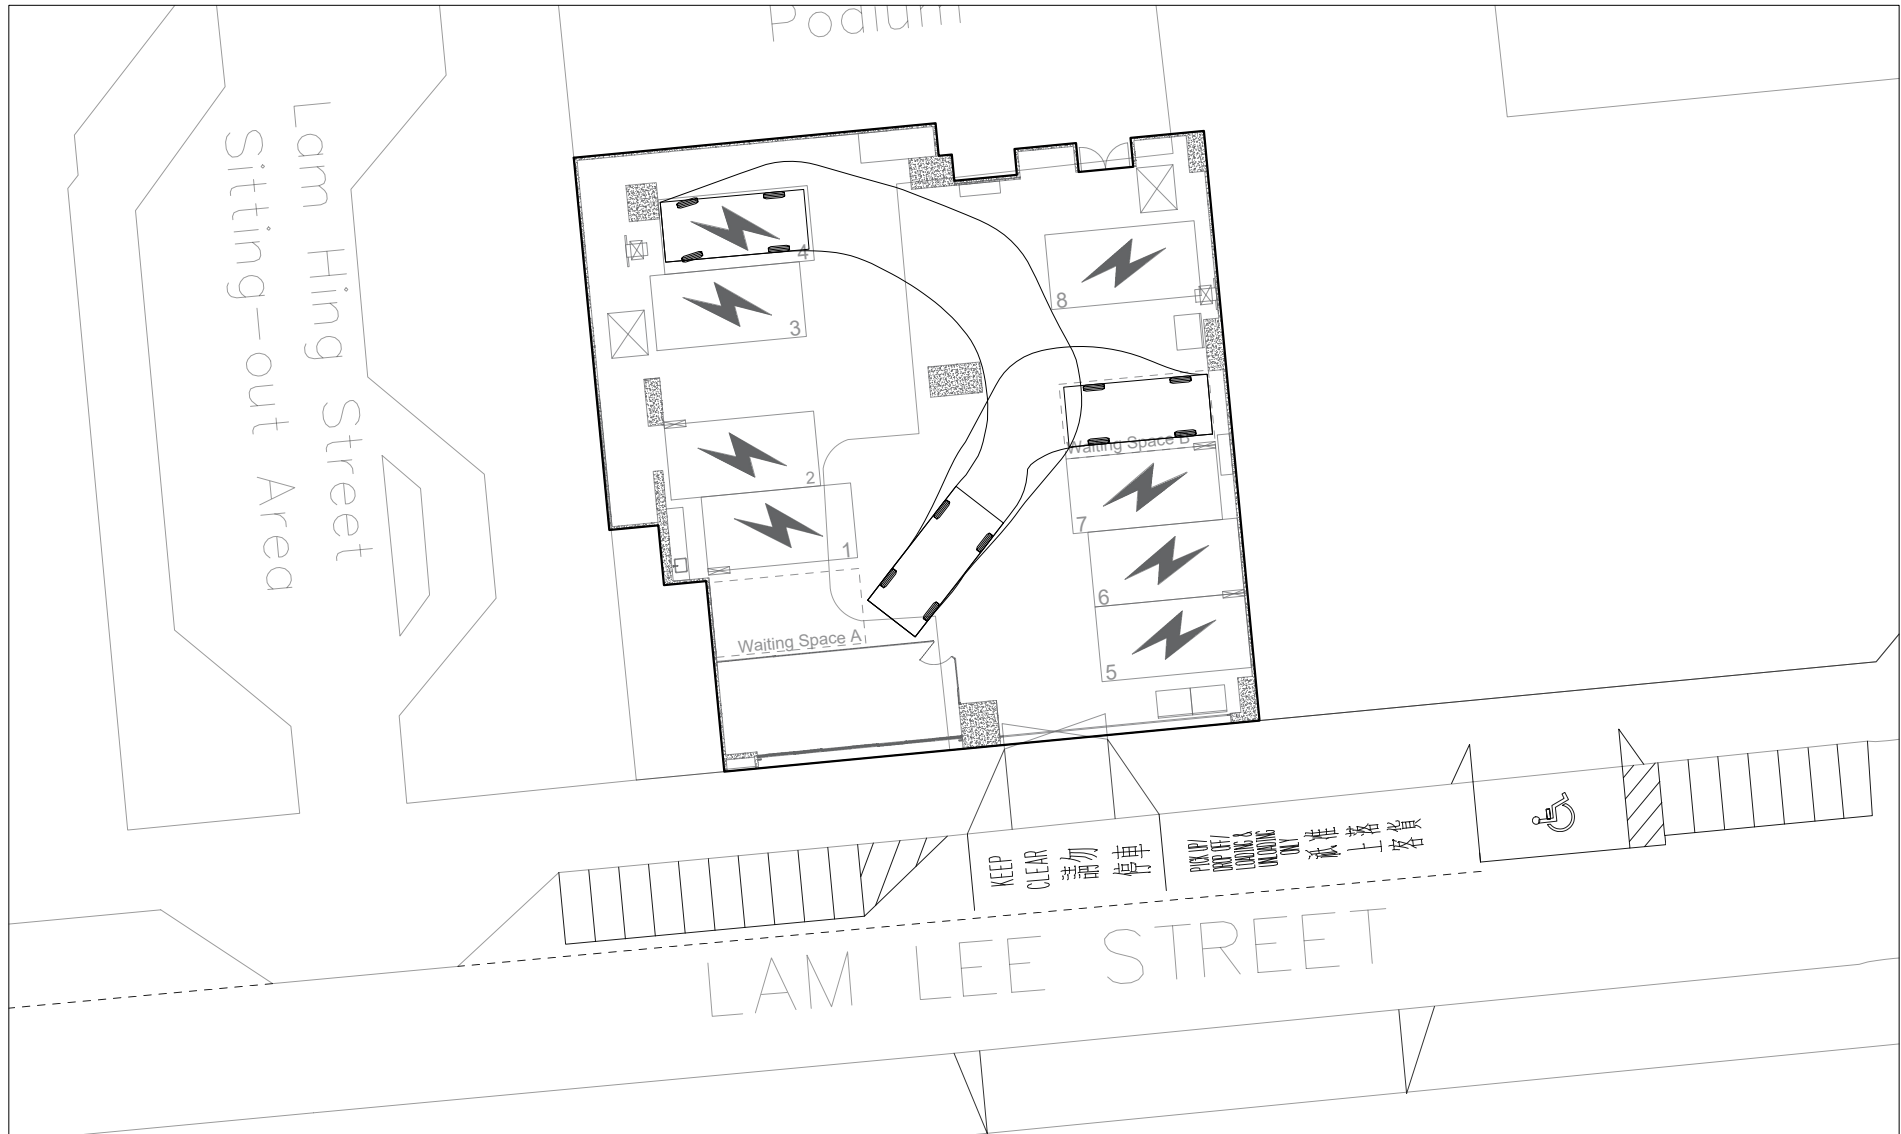 Podium
Lam Hing Street
Sitting-out Area
4
3
2
1
8
Waiting Space B
7
6
5
Waiting Space A
KEEP
CLEAR
請勿
停車
PICK UP/
DROP OFF/
LOADING &
UNLOADING
ONLY
祇准
上落
客貨
LAM LEE STREET